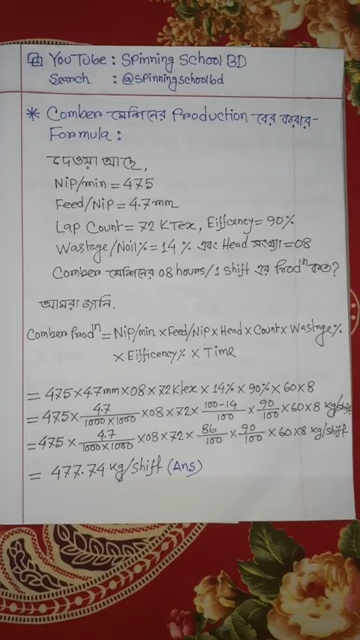 YouTube : Spinning School BD
Search : @spinningschoolbd
* Comber মেশিনের Production বের করার-
Formula :
দেওয়া আছে,
Nip/min = 475
Feed/Nip = 4.7mm
Lap Count = 72 KTex, Eiffcency = 90%
Wastage/Noil% = 14% এবং Head সংখ্যা = 08
Comber মেশিনের 08 hours/1 shift এর Prodⁿ কত?
আমরা জানি.
Comber Prodⁿ = Nip/min × Feed/Nip × Head × Count × Wastage%
× Eifficency% × Time
= 475 × 4.7mm × 08 × 72 Ktex × 14% × 90% × 60 × 8
= 475 × 4.7/1000×1000 × 08 × 72 × 100-14/100 × 90/100 × 60 × 8 kg/shift
= 475 × 4.7/1000×1000 × 08 × 72 × 86/100 × 90/100 × 60 × 8 kg/shift
= 477.74 kg/shift (Ans)